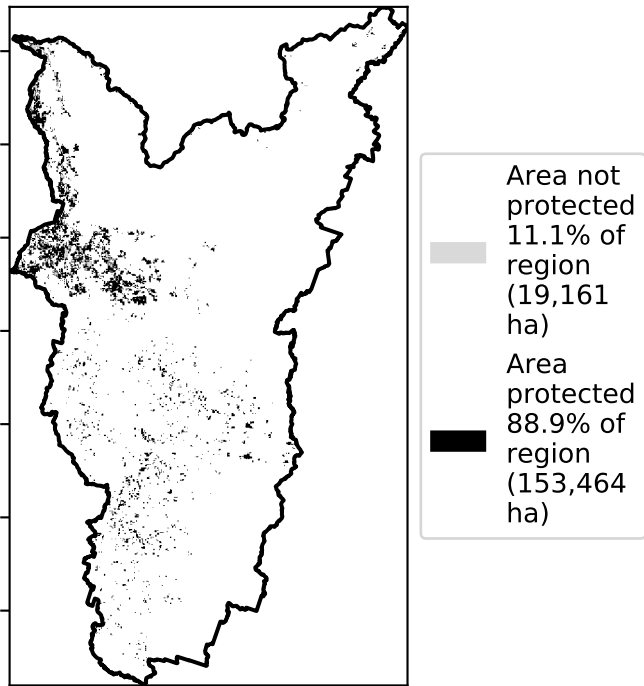 Area not
protected
11.1% of
region
(19,161
ha)
Area
protected
88.9% of
region
(153,464
ha)